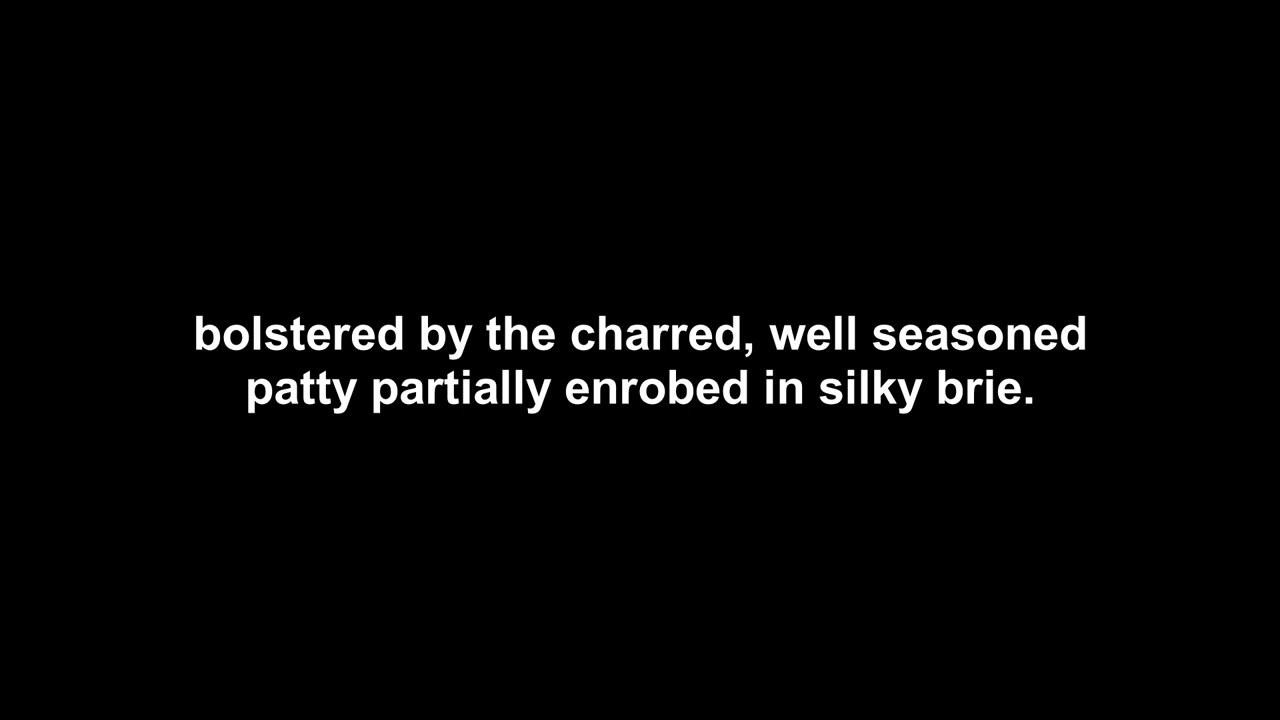 bolstered by the charred, well seasoned
patty partially enrobed in silky brie.